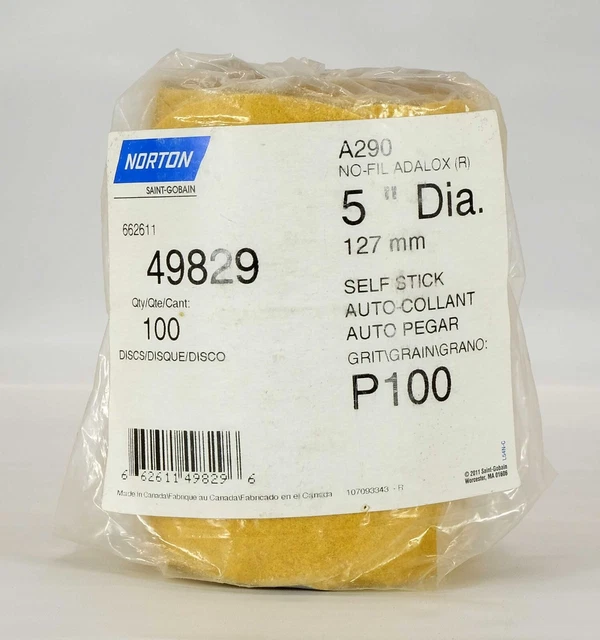 NORTON
SAINT-GOBAIN
662611
49829
Qty/Qte/Cant:
100
DISCS/DISQUE/DISCO
A290
NO-FIL ADALOX (R)
5 " Dia.
127 mm
SELF STICK
AUTO-COLLANT
AUTO PEGAR
GRIT\GRAIN\GRANO:
P100
6 62611 49829 6
Made in Canada\Fabrique au Canada\Fabricado en el Canada
107093343 - R
© 2011 Saint-Gobain
Worcester, MA 01606